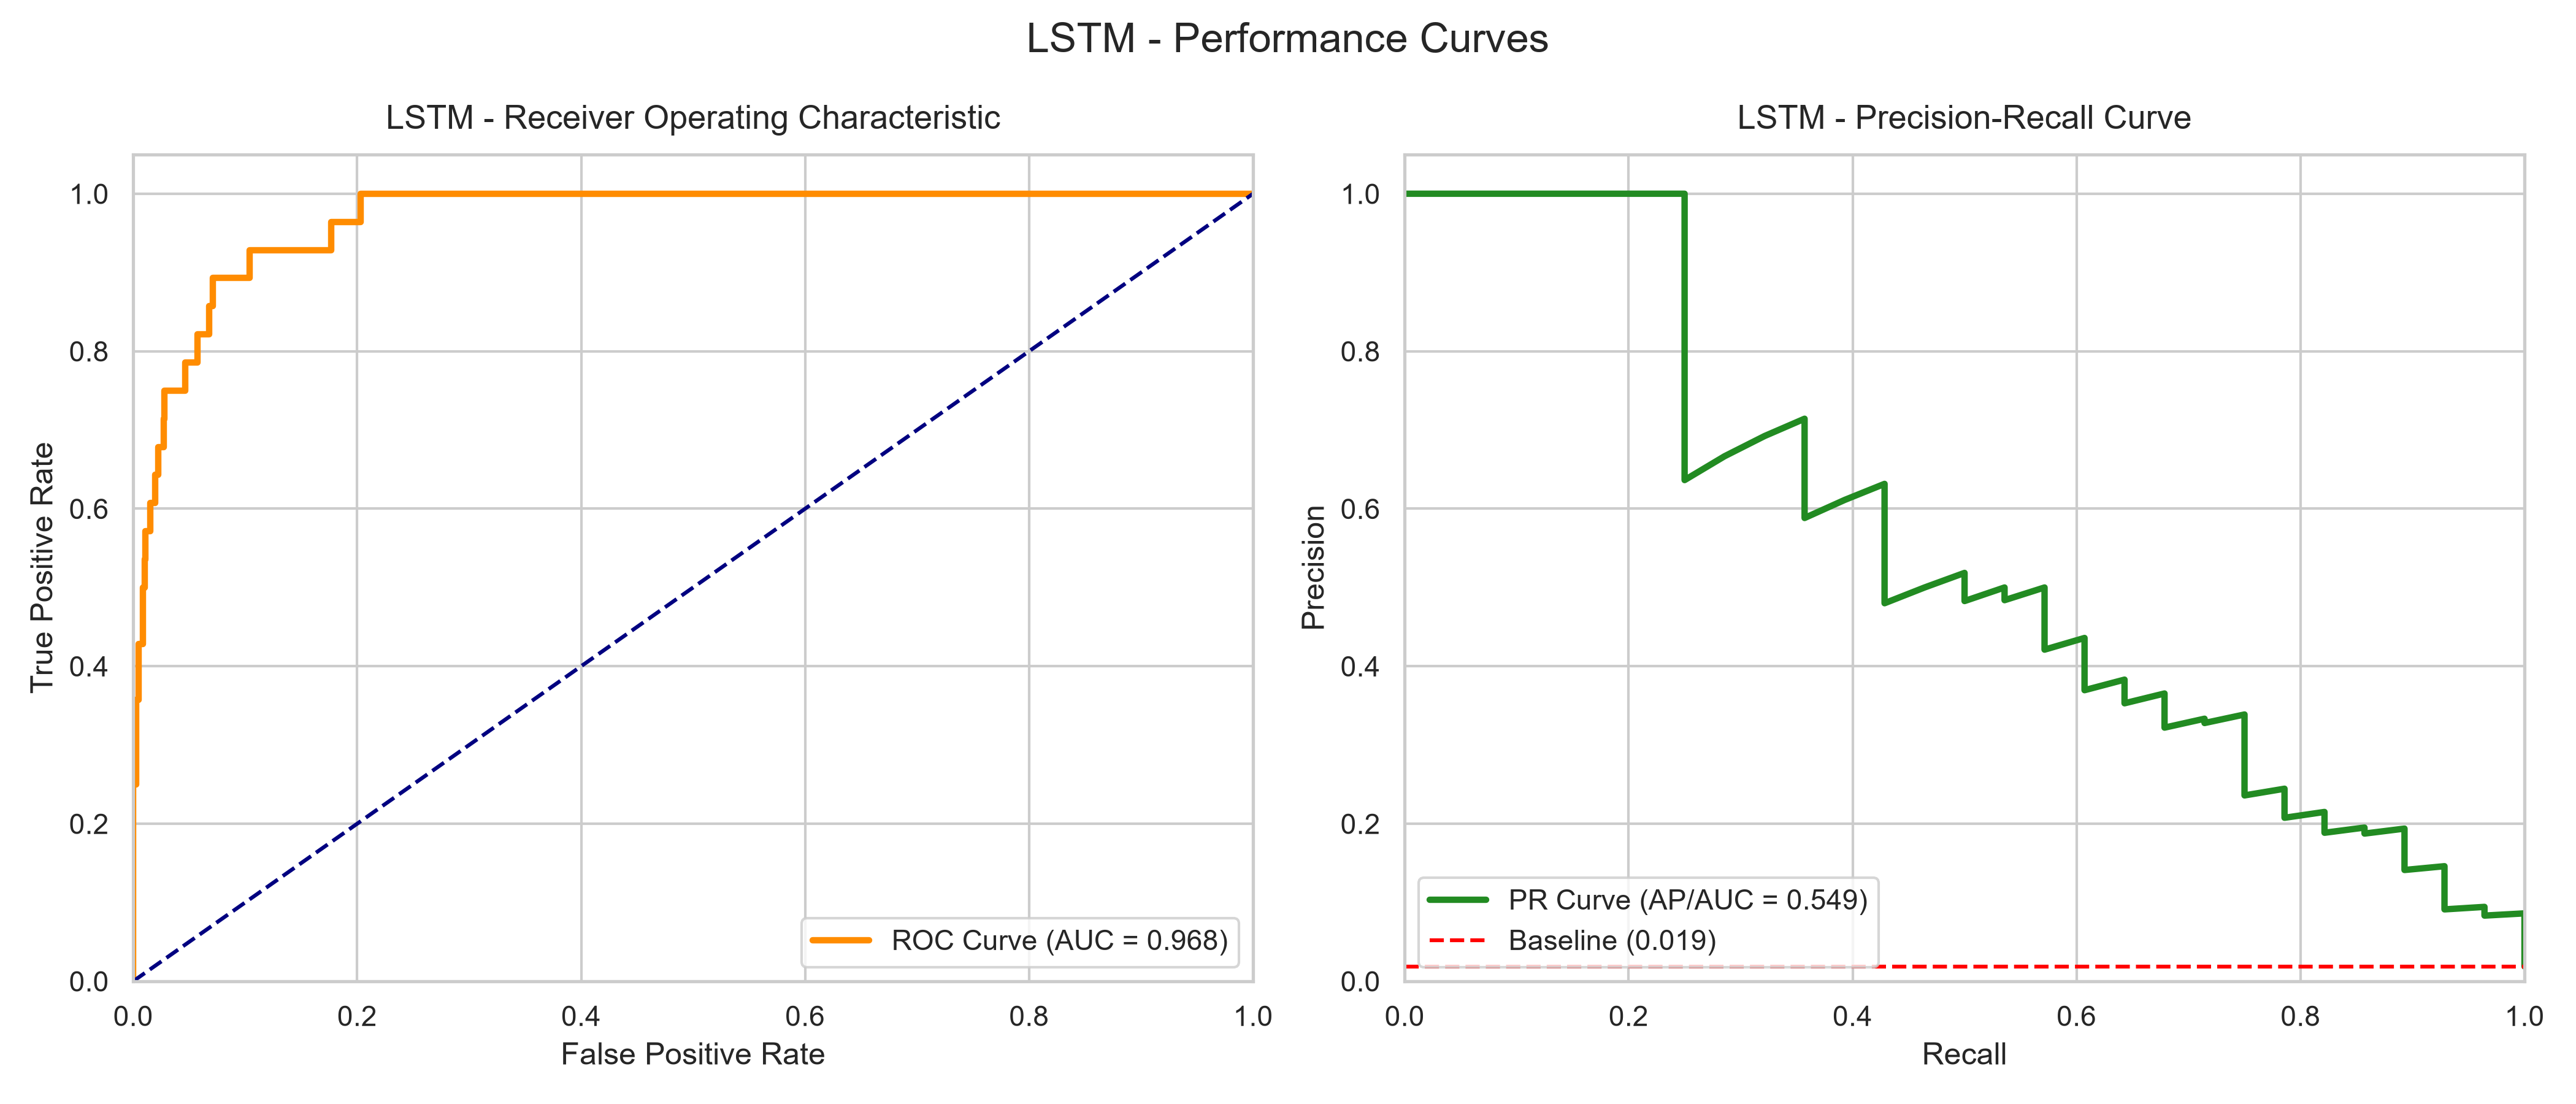 LSTM - Performance Curves
LSTM - Receiver Operating Characteristic
True Positive Rate
1.0
0.8
0.6
0.4
0.2
0.0
0.0 0.2 0.4 0.6 0.8 1.0
False Positive Rate
ROC Curve (AUC = 0.968)
LSTM - Precision-Recall Curve
Precision
1.0
0.8
0.6
0.4
0.2
0.0
0.0 0.2 0.4 0.6 0.8 1.0
Recall
PR Curve (AP/AUC = 0.549)
Baseline (0.019)